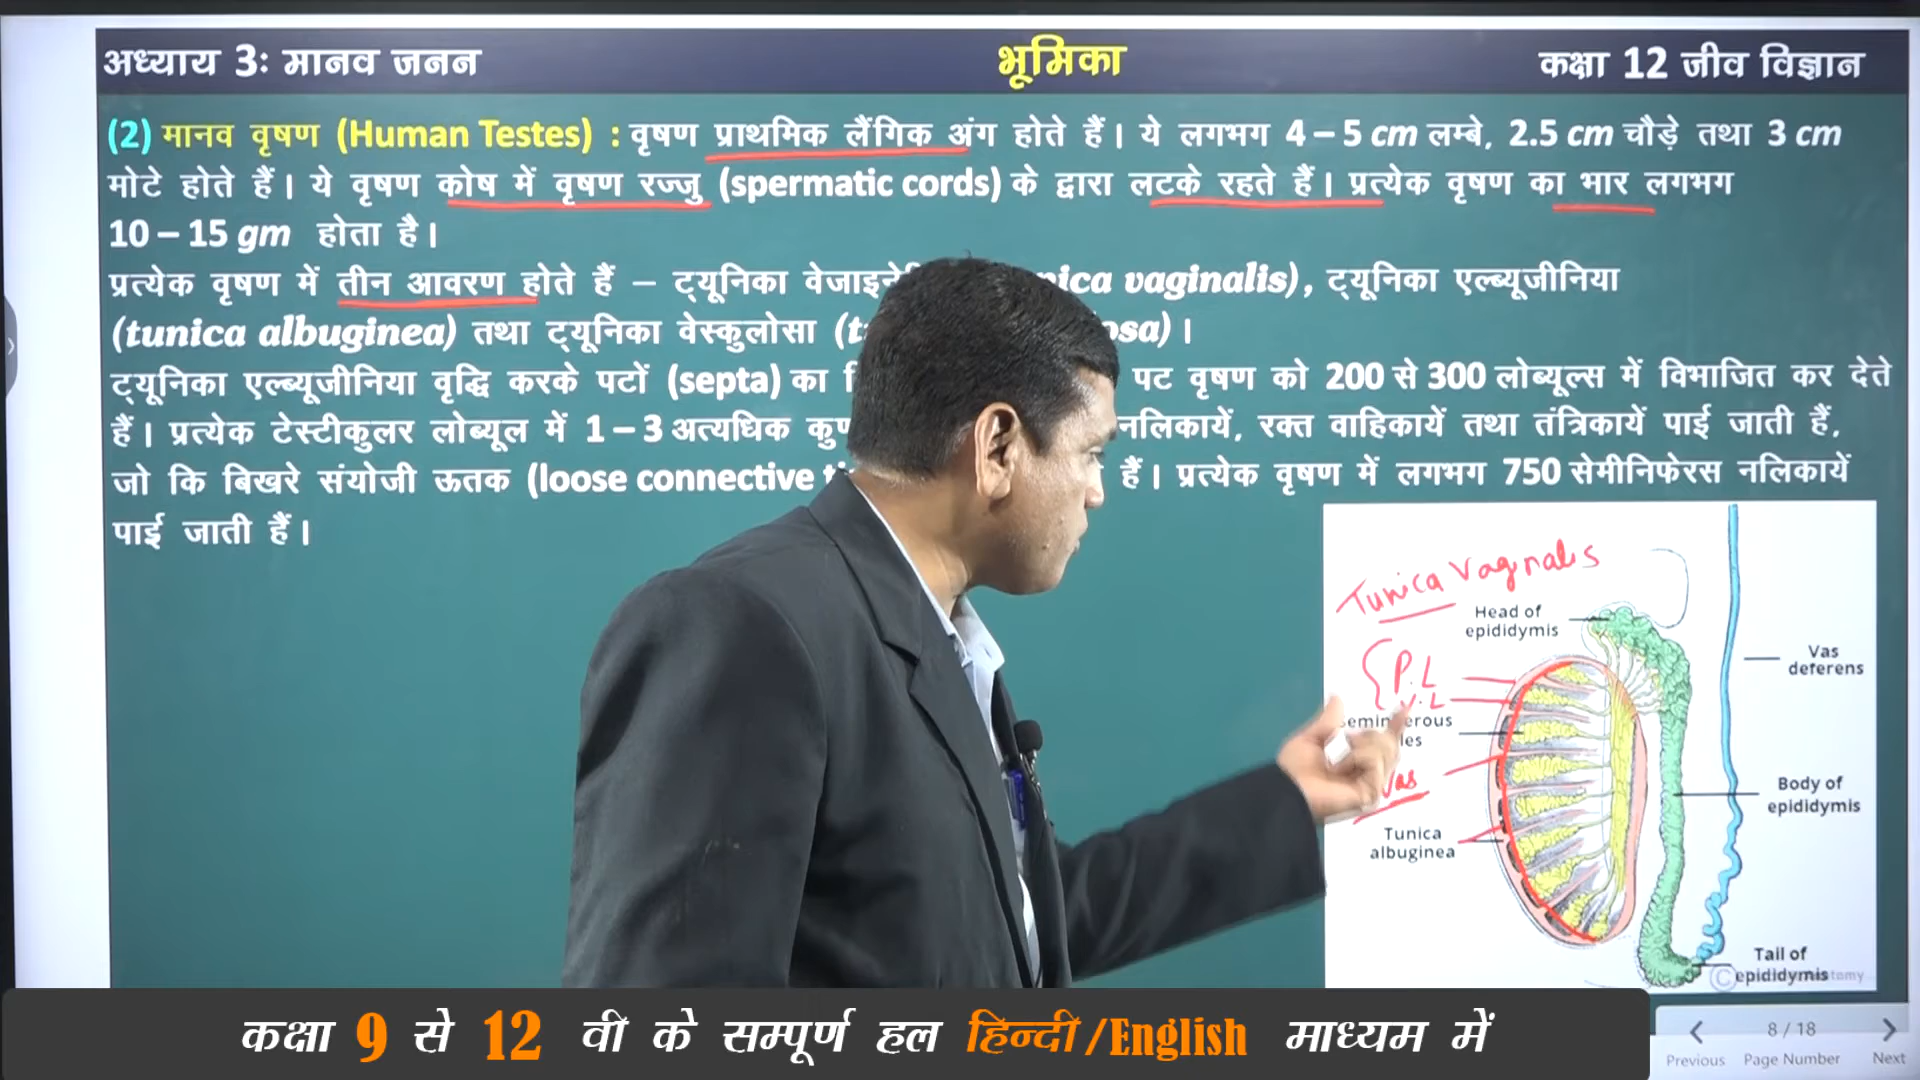 अध्याय 3: मानव जनन
भूमिका
कक्षा 12 जीव विज्ञान
(2) मानव वृषण (Human Testes) : वृषण प्राथमिक लैंगिक अंग होते हैं। ये लगभग 4 – 5 cm लम्बे, 2.5 cm चौड़े तथा 3 cm
मोटे होते हैं। ये वृषण कोष में वृषण रज्जु (spermatic cords) के द्वारा लटके रहते हैं। प्रत्येक वृषण का भार लगभग
10 – 15 gm होता है।
प्रत्येक वृषण में तीन आवरण होते हैं – ट्यूनिका vaginalis), ट्यूनिका एल्ब्यूजीनिया
(tunica albuginea) तथा ट्यूनिका वेस्कुलोसा
ट्यूनिका एल्ब्यूजीनिया वृद्धि करके पटों (septa) का पट वृषण को 200 से 300 लोब्यूल्स में विभाजित कर देते
हैं। प्रत्येक टेस्टीकुलर लोब्यूल में 1 – 3 अत्यधिक नलिकायें, रक्त वाहिकायें तथा तंत्रिकायें पाई जाती हैं,
जो कि बिखरे संयोजी ऊतक (loose connective हैं। प्रत्येक वृषण में लगभग 750 सेमीनिफेरस नलिकायें
पाई जाती हैं।
Tunica Vaginalis
Head of
epididymis
P.L
V.L
Vas
deferens
Vas
Tunica
albuginea
Body of
epididymis
Tail of
epididymis
कक्षा 9 से 12 वी के सम्पूर्ण हल हिन्दी/English माध्यम में
8 / 18
Previous Page Number Next